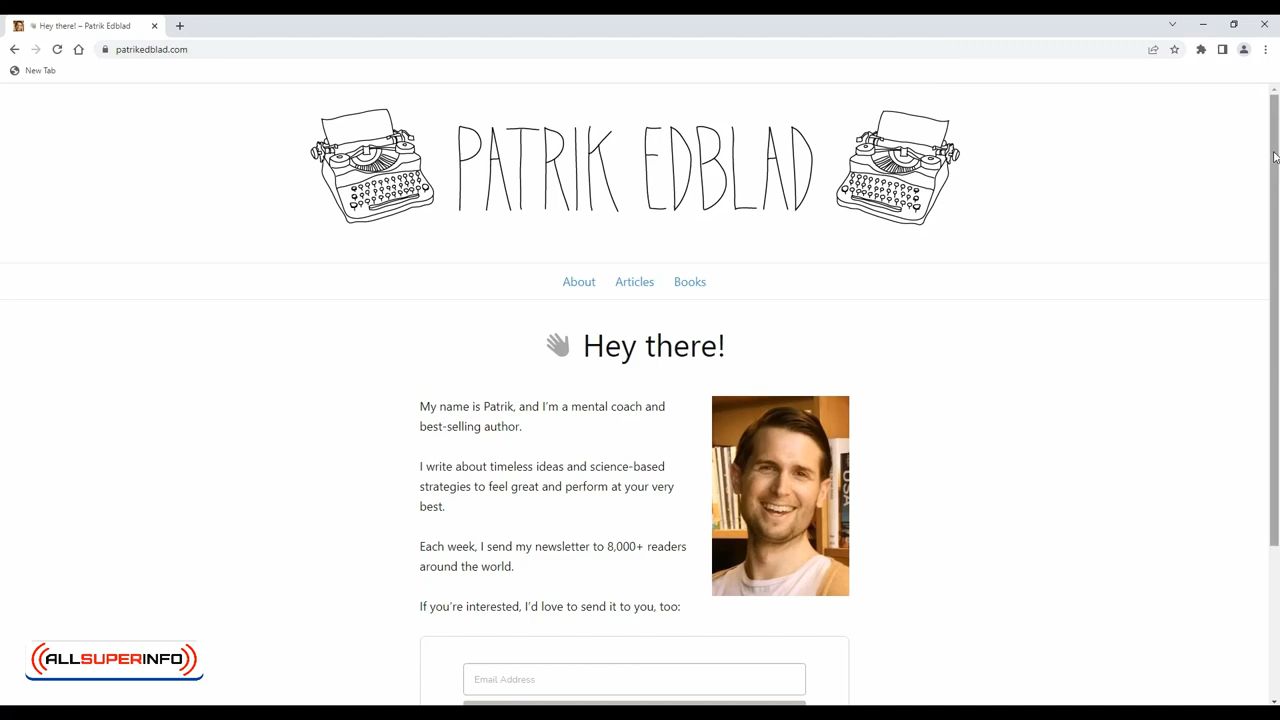 👋 Hey there! – Patrik Edblad
patrikedblad.com
New Tab
PATRIK EDBLAD
About Articles Books
👋 Hey there!
My name is Patrik, and I'm a mental coach and
best-selling author.
I write about timeless ideas and science-based
strategies to feel great and perform at your very
best.
Each week, I send my newsletter to 8,000+ readers
around the world.
If you're interested, I'd love to send it to you, too:
Email Address
USA
ALLSUPERINFO